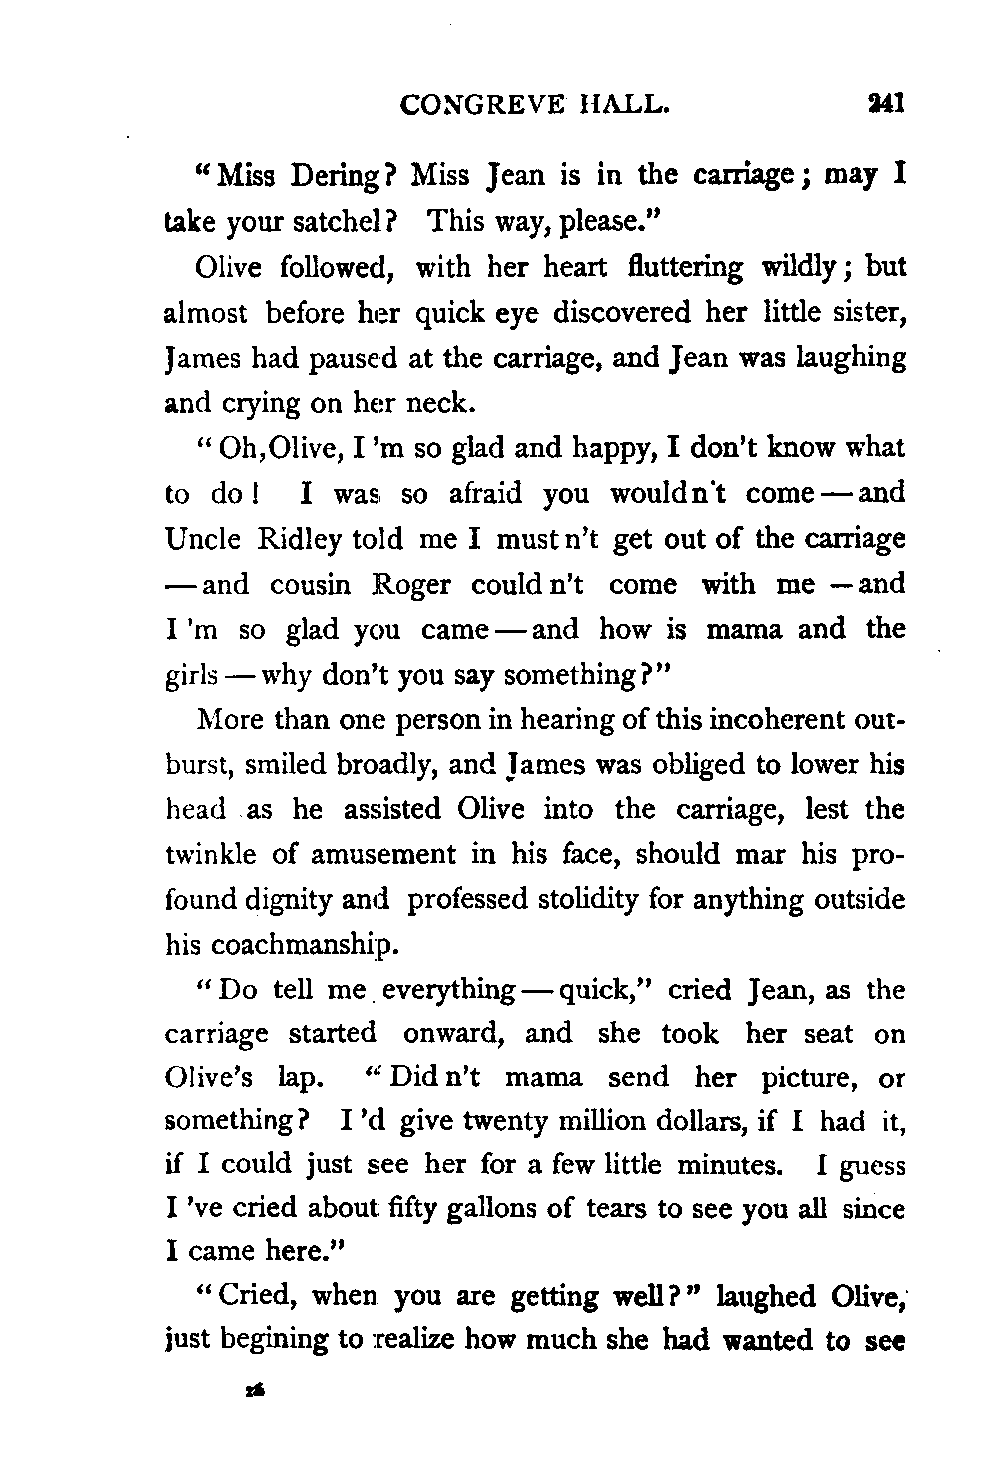 CONGREVE HALL. 241
"Miss Dering? Miss Jean is in the carriage; may I
take your satchel? This way, please."
Olive followed, with her heart fluttering wildly; but
almost before her quick eye discovered her little sister,
James had paused at the carriage, and Jean was laughing
and crying on her neck.
"Oh, Olive, I 'm so glad and happy, I don't know what
to do! I was so afraid you would n't come — and
Uncle Ridley told me I must n't get out of the carriage
— and cousin Roger could n't come with me — and
I 'm so glad you came — and how is mama and the
girls — why don't you say something?"
More than one person in hearing of this incoherent out-
burst, smiled broadly, and James was obliged to lower his
head as he assisted Olive into the carriage, lest the
twinkle of amusement in his face, should mar his pro-
found dignity and professed stolidity for anything outside
his coachmanship.
"Do tell me everything — quick," cried Jean, as the
carriage started onward, and she took her seat on
Olive's lap. "Did n't mama send her picture, or
something? I 'd give twenty million dollars, if I had it,
if I could just see her for a few little minutes. I guess
I 've cried about fifty gallons of tears to see you all since
I came here."
"Cried, when you are getting well?" laughed Olive,
just begining to realize how much she had wanted to see
16